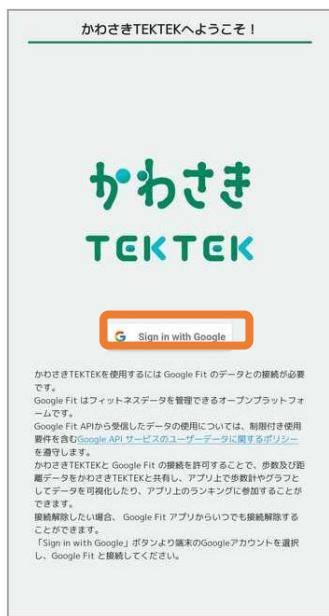 かわさきTEKTEKへようこそ！
かわさき
TEKTEK
G Sign in with Google
かわさきTEKTEKを使用するには Google Fit のデータとの接続が必要
です。
Google Fit はフィットネスデータを管理できるオープンプラットフォ
ームです。
Google Fit APIから受信したデータの使用については、制限付き使用
要件を含むGoogle API サービスのユーザーデータに関するポリシー
を遵守します。
かわさきTEKTEKと Google Fit の接続を許可することで、歩数及び距
離データをかわさきTEKTEKと共有し、アプリ上で歩数計やグラフと
してデータを可視化したり、アプリ上のランキングに参加することが
できます。
接続解除したい場合、 Google Fit アプリからいつでも接続解除する
ことができます。
「Sign in with Google」ボタンより端末のGoogleアカウントを選択
し、Google Fit と接続してください。